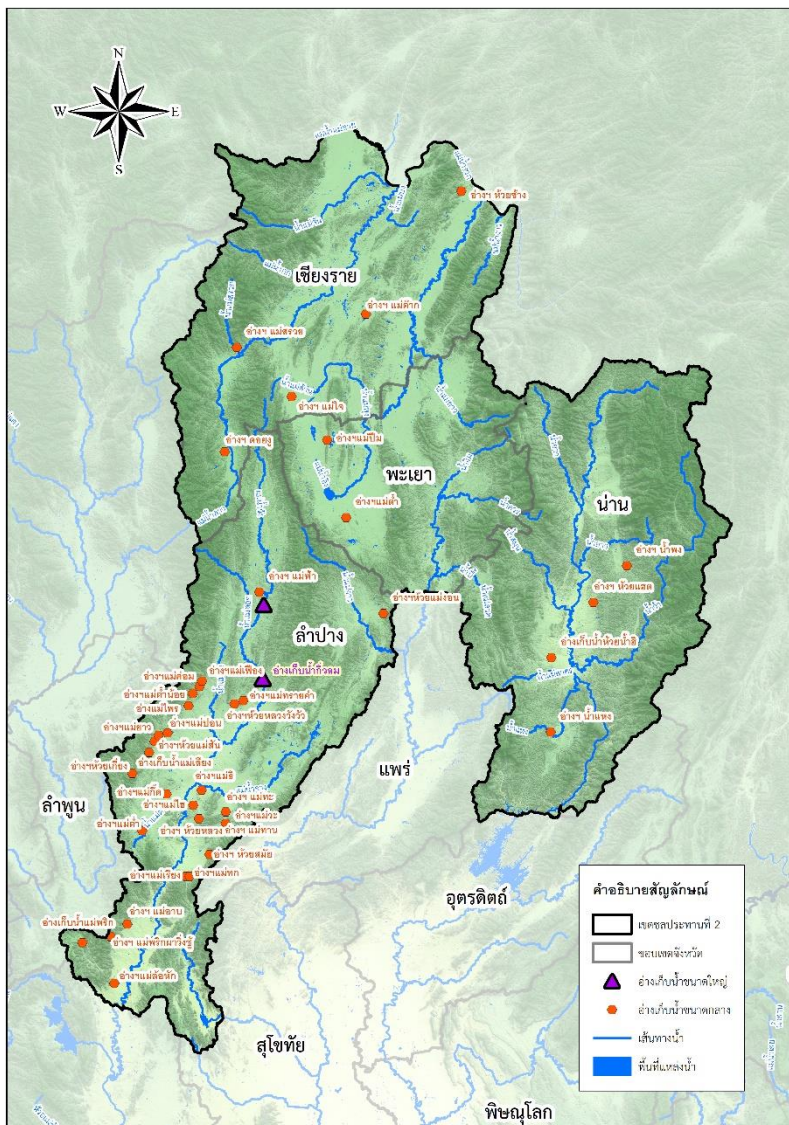 N
W
E
S
อ่างฯ ห้วยช้าง
เชียงราย
อ่างฯ แม่ต๊าก
อ่างฯ แม่สรวย
อ่างฯ แม่ใจ
อ่างฯแม่ปืม
อ่างฯ ดอยงู
พะเยา
น่าน
อ่างฯแม่ต๋ำ
อ่างฯ น้ำพง
อ่างฯ แม่ฟ้า
อ่างฯ ห้วยแฮต
อ่างฯห้วยแม่งอน
ลำปาง
อ่างเก็บน้ำห้วยน้ำฮิ
อ่างฯแม่ค่อม
อ่างฯแม่เฟือง
อ่างเก็บน้ำกิ่วลม
อ่างฯแม่ต๋ำน้อย
อ่างฯแม่ทรายคำ
อ่างแม่ไพร
อ่างฯห้วยหลวงวังวัว
อ่างฯแม่ยาว
อ่างฯแม่ปอน
อ่างฯ น้ำแหง
อ่างฯห้วยแม่สัน
อ่างเก็บน้ำแม่เลียง
อ่างฯห้วยเกี๋ยง
แพร่
ลำพูน
อ่างฯแม่กึ๊ด
อ่างฯแม่ธิ
อ่างฯแม่ไฮ
อ่างฯ แม่ทะ
อ่างฯแม่วะ
อ่างฯแม่ต๋ำ
อ่างฯ ห้วยหลวง
อ่างฯ แม่ทาน
อ่างฯ ห้วยสมัย
อ่างฯแม่เรียง
อ่างฯแม่ทก
อุตรดิตถ์
อ่างฯ แม่อาบ
อ่างเก็บน้ำแม่พริก
อ่างฯ แม่พริกผาวิ่งชู้
อ่างฯแม่ล้อหัก
สุโขทัย
พิษณุโลก
คำอธิบายสัญลักษณ์
เขตชลประทานที่ 2
ขอบเขตจังหวัด
อ่างเก็บน้ำขนาดใหญ่
อ่างเก็บน้ำขนาดกลาง
เส้นทางน้ำ
พื้นที่แหล่งน้ำ